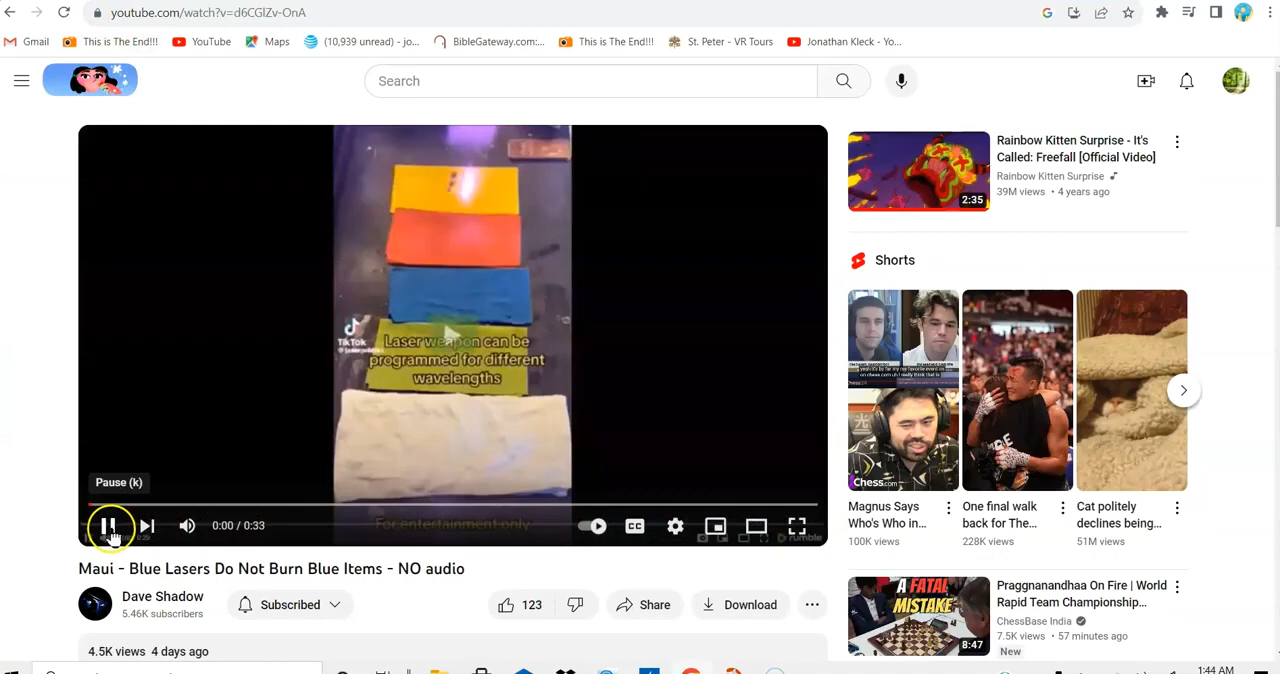 youtube.com/watch?v=d6CGlZv-OnA
Gmail
This is The End!!!
YouTube
Maps
(10,939 unread) - jo...
BibleGateway.com:...
This is The End!!!
St. Peter - VR Tours
Jonathan Kleck - Yo...
Search
TikTok
Laser weapon can be
programmed for different
wavelengths
For entertainment only
Pause (k)
0:00 / 0:33
CC
rumble
Maui - Blue Lasers Do Not Burn Blue Items - NO audio
Dave Shadow
5.46K subscribers
Subscribed
123
Share
Download
4.5K views 4 days ago
2:35
Rainbow Kitten Surprise - It's
Called: Freefall [Official Video]
Rainbow Kitten Surprise
39M views • 4 years ago
Shorts
Chess.com
Magnus Says
Who's Who in...
100K views
One final walk
back for The...
228K views
Cat politely
declines being...
51M views
A FATAL
MISTAKE
8:47
Praggnanandhaa On Fire | World
Rapid Team Championship...
ChessBase India
7.5K views • 57 minutes ago
New
1:44 AM